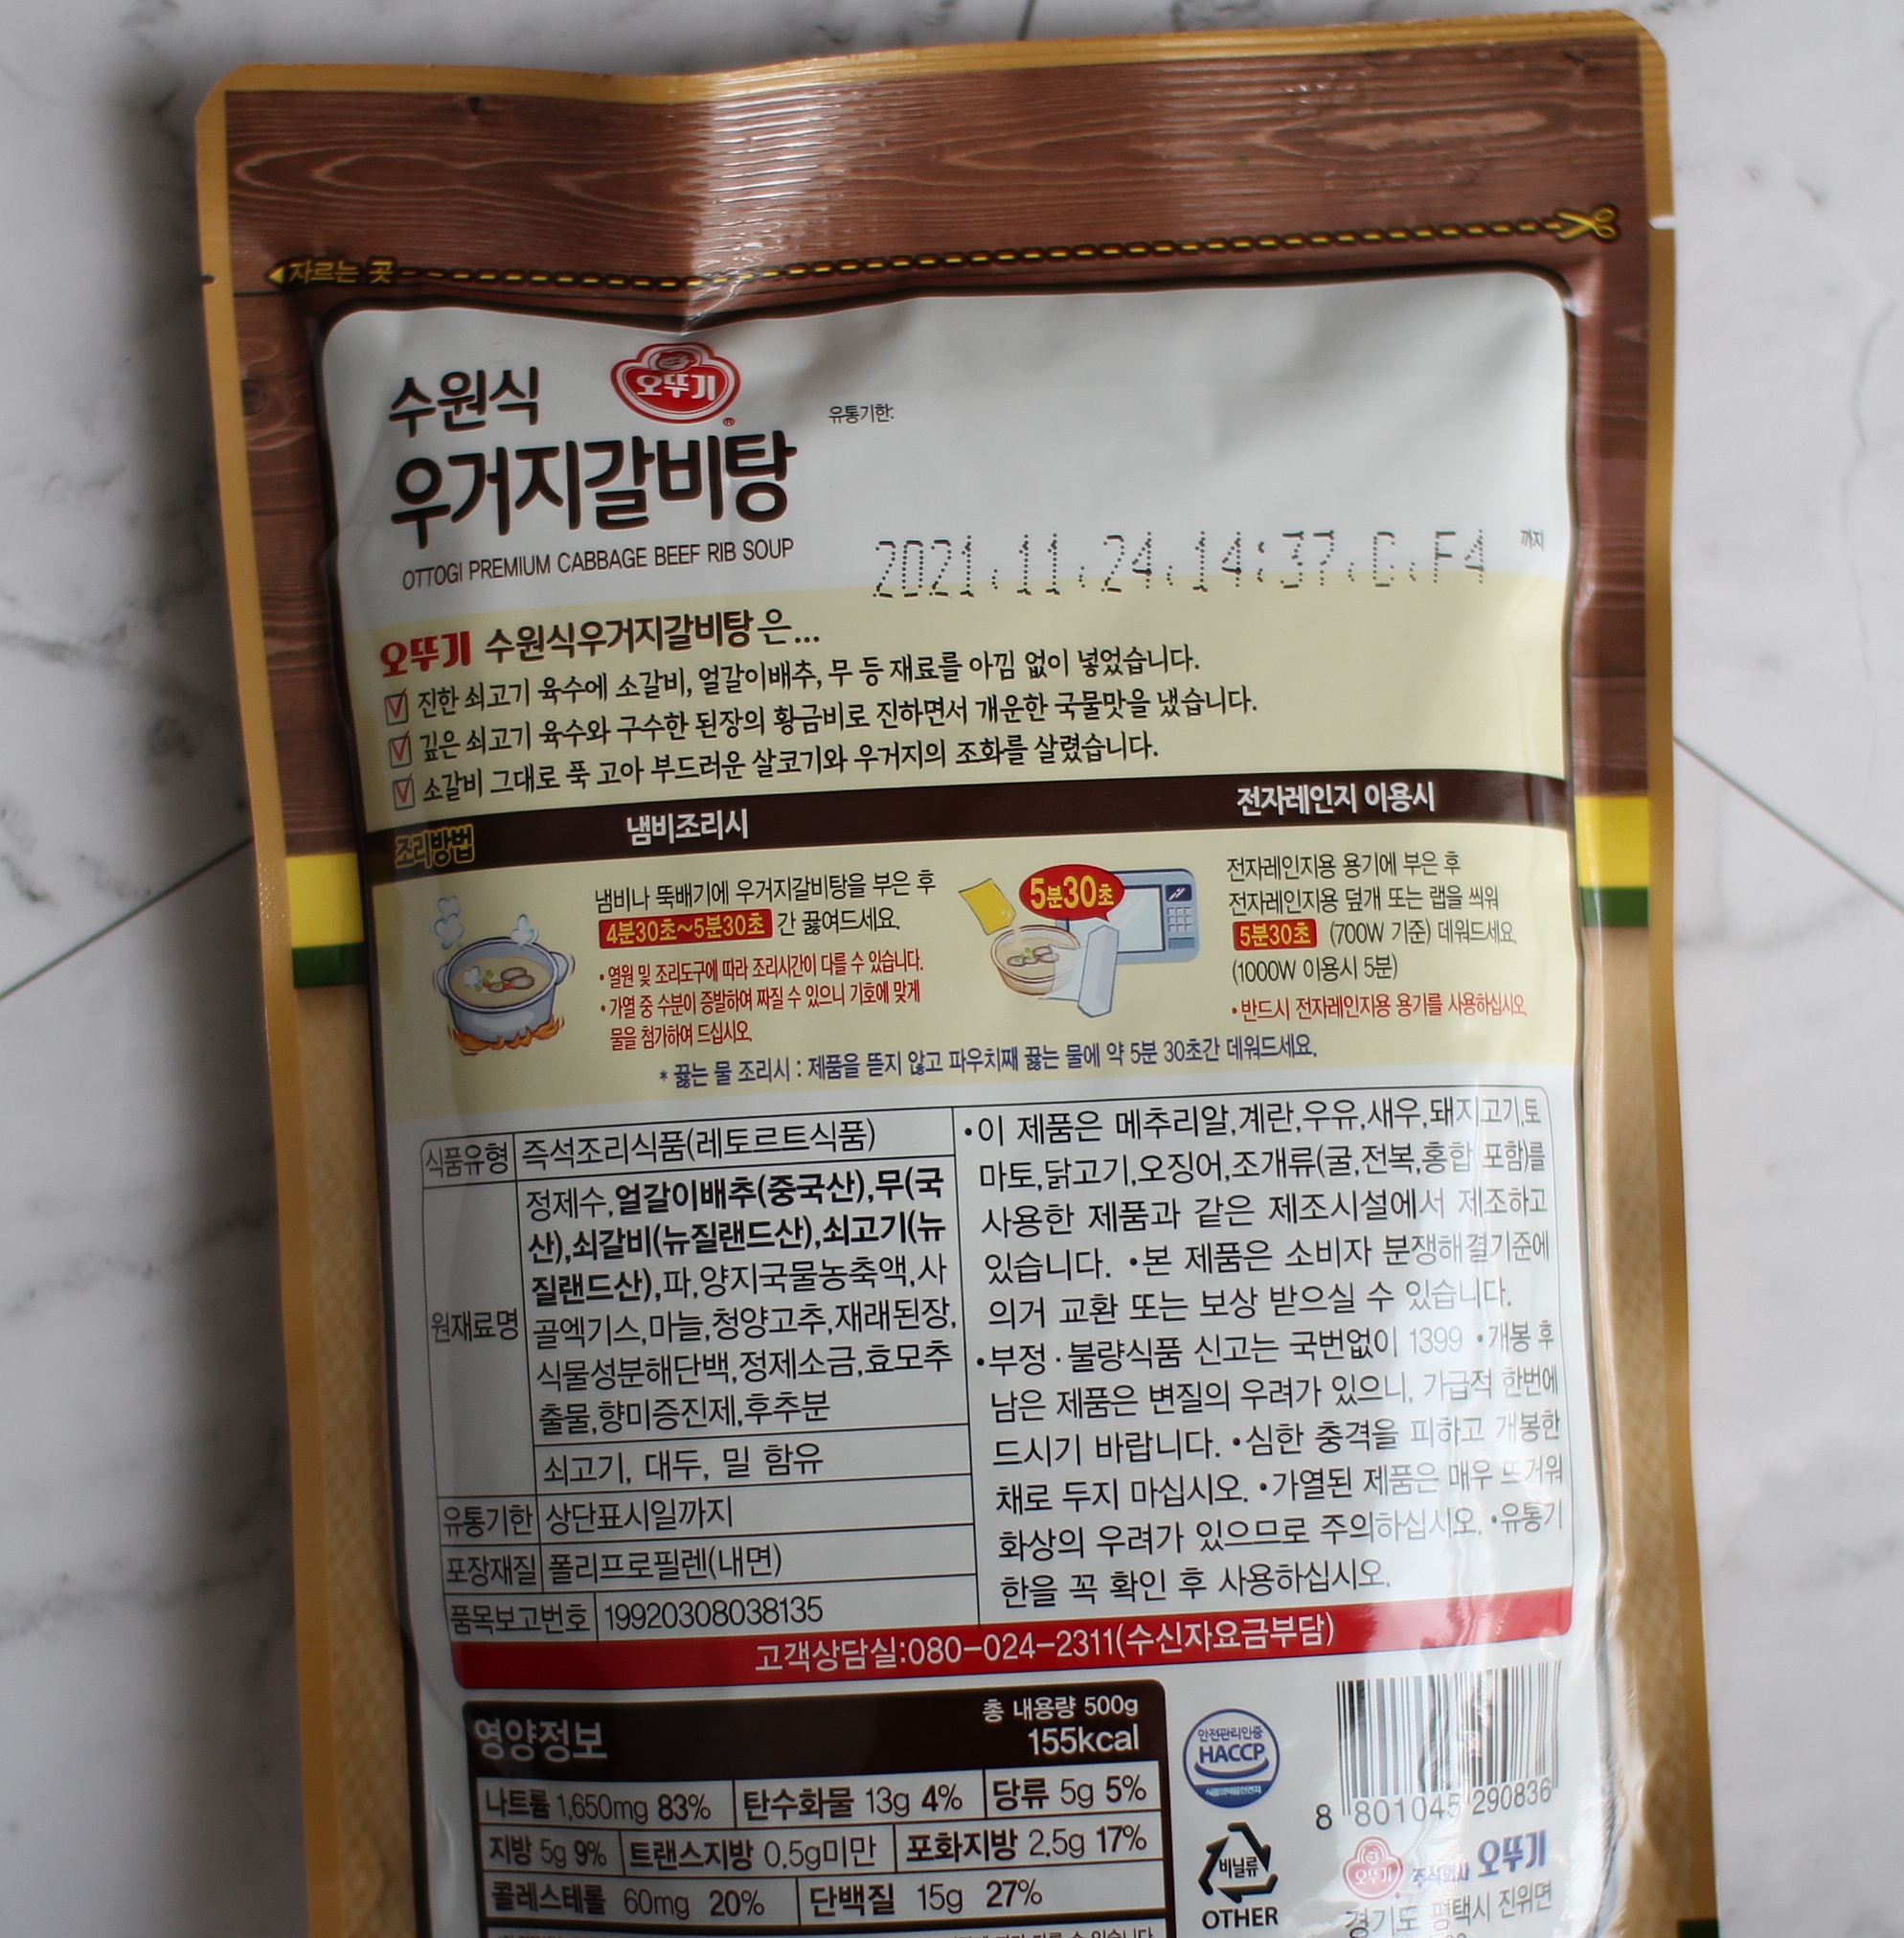 자르는 곳
수원식
오뚜기
유통기한:
우거지갈비탕
OTTOGI PREMIUM CABBAGE BEEF RIB SOUP
2021.11.24.14:37.C.F4 까지
오뚜기 수원식우거지갈비탕은...
진한 쇠고기 육수에 소갈비, 얼갈이배추, 무 등 재료를 아낌 없이 넣었습니다.
깊은 쇠고기 육수와 구수한 된장의 황금비로 진하면서 개운한 국물맛을 냈습니다.
소갈비 그대로 푹 고아 부드러운 살코기와 우거지의 조화를 살렸습니다.
조리방법
냄비조리시
냄비나 뚝배기에 우거지갈비탕을 부은 후
4분30초~5분30초 간 끓여드세요.
•열원 및 조리도구에 따라 조리시간이 다를 수 있습니다.
•가열 중 수분이 증발하여 짜질 수 있으니 기호에 맞게
물을 첨가하여 드십시오.
전자레인지 이용시
5분30초
전자레인지용 용기에 부은 후
전자레인지용 덮개 또는 랩을 씌워
5분30초 (700W 기준) 데워드세요.
(1000W 이용시 5분)
•반드시 전자레인지용 용기를 사용하십시오.
*끓는 물 조리시 : 제품을 뜯지 않고 파우치째 끓는 물에 약 5분 30초간 데워드세요.
식품유형 즉석조리식품(레토르트식품)
원재료명
정제수,얼갈이배추(중국산),무(국
산),쇠갈비(뉴질랜드산),쇠고기(뉴
질랜드산),파,양지국물농축액,사
골엑기스,마늘,청양고추,재래된장,
식물성분해단백,정제소금,효모추
출물,향미증진제,후추분
쇠고기, 대두, 밀 함유
유통기한 상단표시일까지
포장재질 폴리프로필렌(내면)
품목보고번호 19920308038135
•이 제품은 메추리알,계란,우유,새우,돼지고기,토
마토,닭고기,오징어,조개류(굴,전복,홍합 포함)를
사용한 제품과 같은 제조시설에서 제조하고
있습니다. •본 제품은 소비자 분쟁해결기준에
의거 교환 또는 보상 받으실 수 있습니다.
•부정·불량식품 신고는 국번없이 1399 •개봉 후
남은 제품은 변질의 우려가 있으니, 가급적 한번에
드시기 바랍니다. •심한 충격을 피하고 개봉한
채로 두지 마십시오. •가열된 제품은 매우 뜨거워
화상의 우려가 있으므로 주의하십시오. •유통기
한을 꼭 확인 후 사용하십시오.
고객상담실:080-024-2311(수신자요금부담)
영양정보
총 내용량 500g
155kcal
나트륨 1,650mg 83% 탄수화물 13g 4% 당류 5g 5%
지방 5g 9% 트랜스지방 0.5g미만 포화지방 2.5g 17%
콜레스테롤 60mg 20% 단백질 15g 27%
안전관리인증
HACCP
비닐류
OTHER
8 801045 290836
오뚜기 주식회사 오뚜기
경기도 평택시 진위면